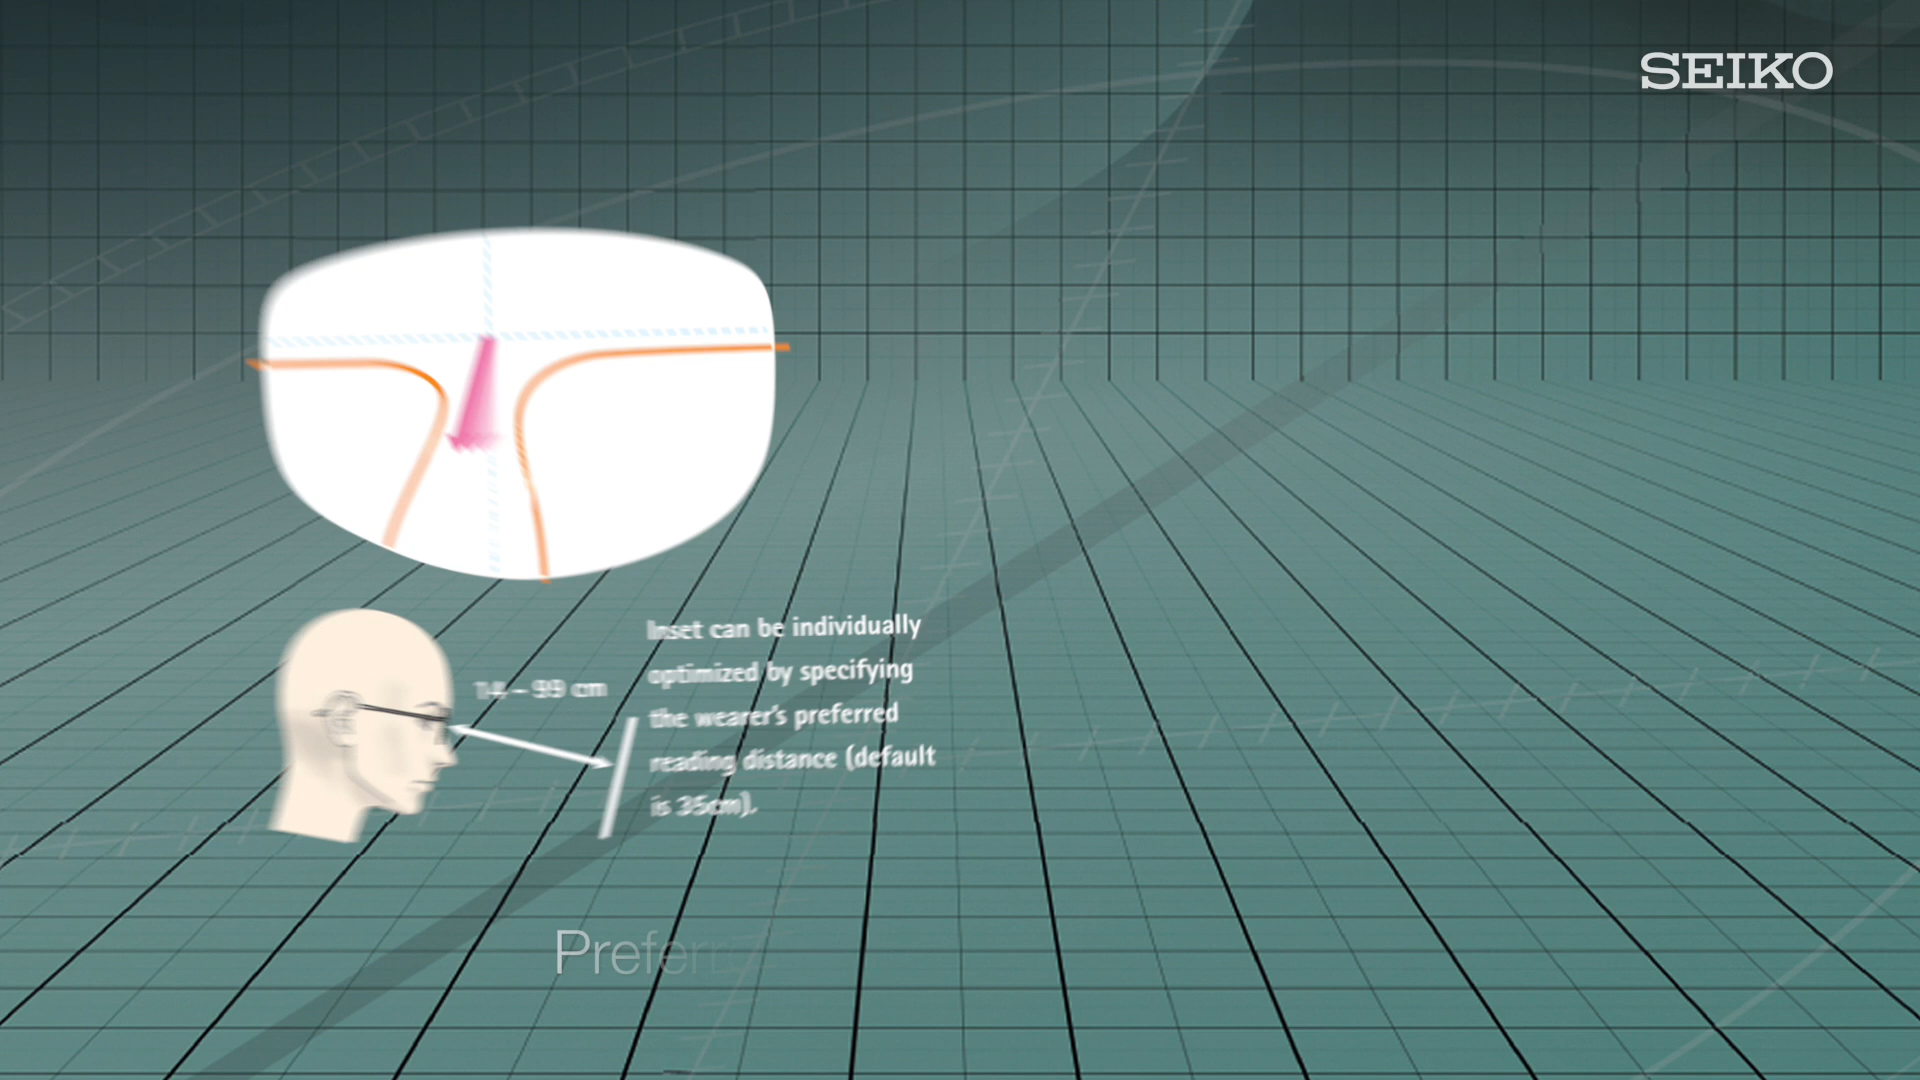 SEIKO
14 – 99 cm
Inset can be individually
optimized by specifying
the wearer's preferred
reading distance (default
is 35cm).
Preferr